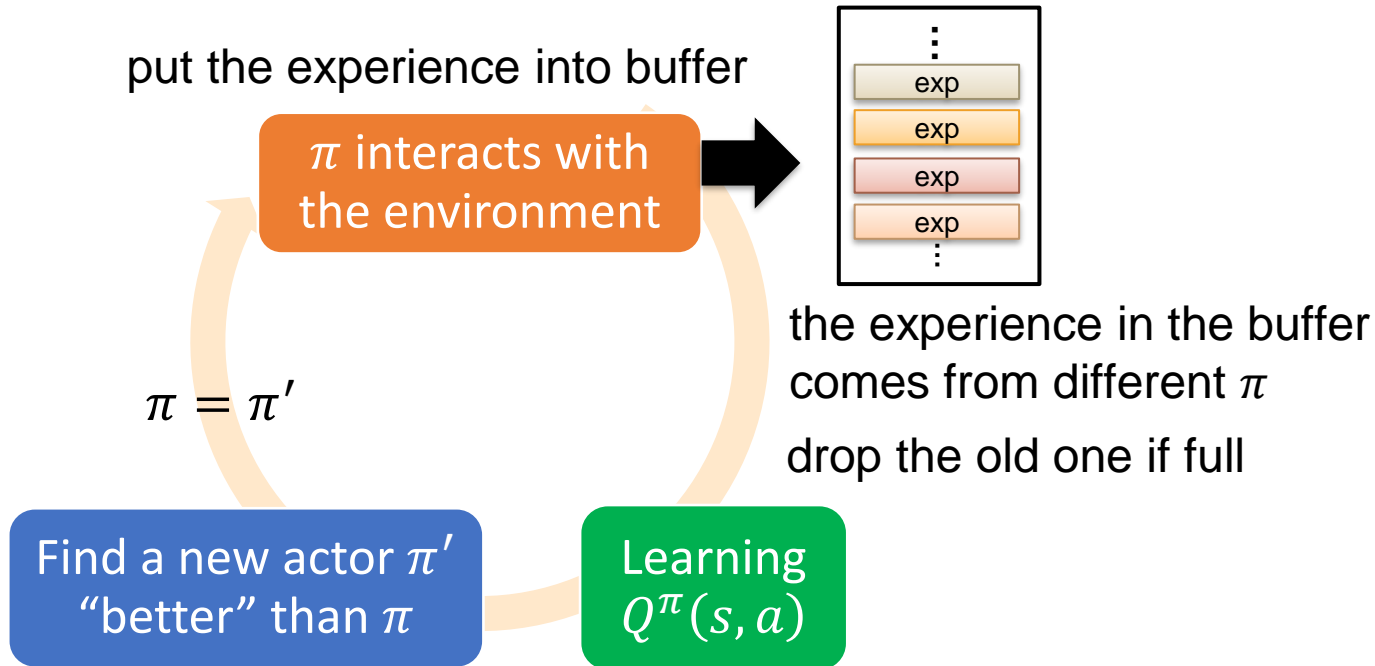 put the experience into buffer
⋮
exp
exp
exp
exp
⋮
π interacts with
the environment
the experience in the buffer
comes from different π
drop the old one if full
π = π′
Find a new actor π′
“better” than π
Learning
Q^π(s, a)